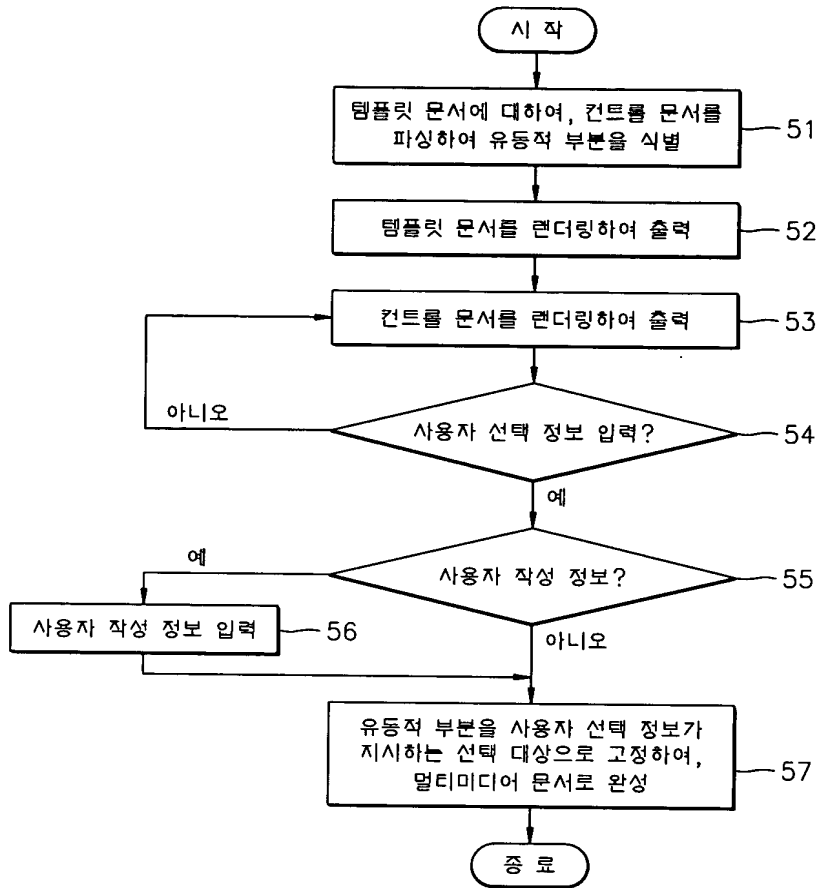 시 작
템플릿 문서에 대하여, 컨트롤 문서를
파싱하여 유동적 부분을 식별
51
템플릿 문서를 랜더링하여 출력
52
컨트롤 문서를 랜더링하여 출력
53
아니오
사용자 선택 정보 입력?
54
예
예
사용자 작성 정보?
55
사용자 작성 정보 입력
56
아니오
유동적 부분을 사용자 선택 정보가
지시하는 선택 대상으로 고정하여,
멀티미디어 문서로 완성
57
종 료